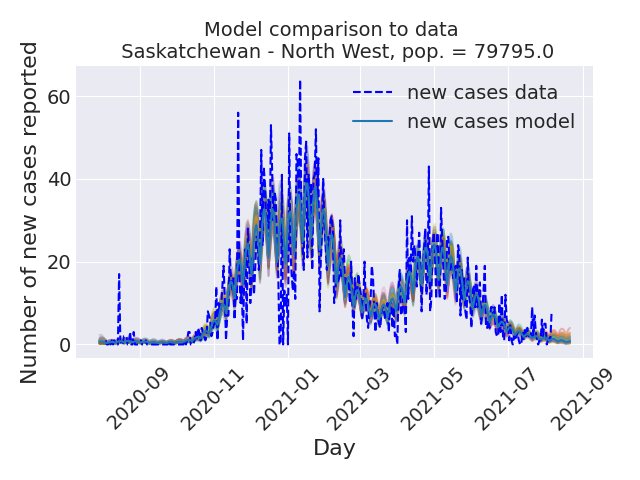 Model comparison to data
Saskatchewan - North West, pop. = 79795.0
Number of new cases reported
60
40
20
0
new cases data
new cases model
2020-09
2020-11
2021-01
2021-03
2021-05
2021-07
2021-09
Day